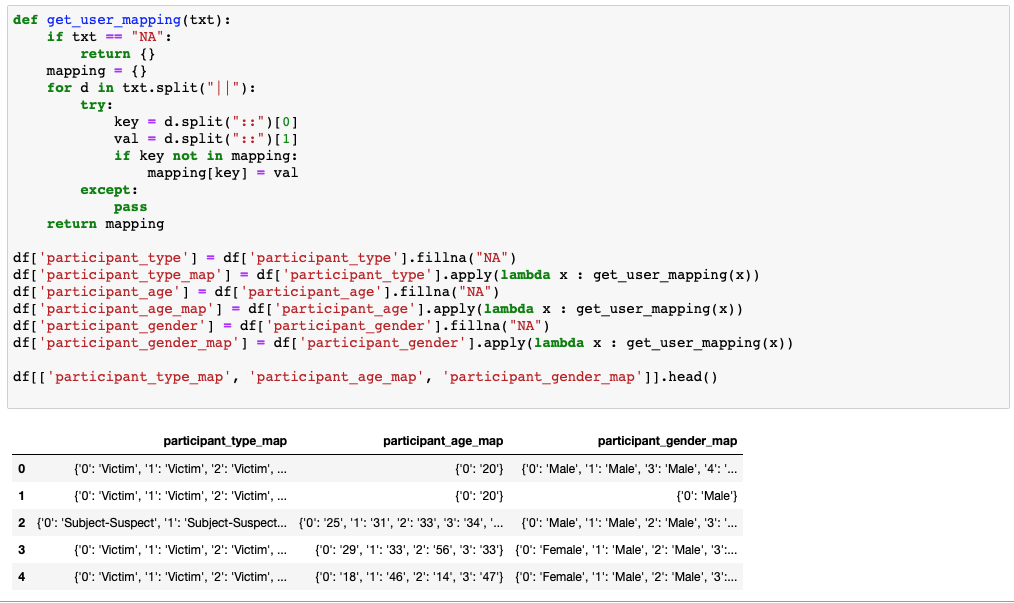 def get_user_mapping(txt):
    if txt == "NA":
        return {}
    mapping = {}
    for d in txt.split("||"):
        try:
            key = d.split("::")[0]
            val = d.split("::")[1]
            if key not in mapping:
                mapping[key] = val
        except:
            pass
    return mapping

df['participant_type'] = df['participant_type'].fillna("NA")
df['participant_type_map'] = df['participant_type'].apply(lambda x : get_user_mapping(x))
df['participant_age'] = df['participant_age'].fillna("NA")
df['participant_age_map'] = df['participant_age'].apply(lambda x : get_user_mapping(x))
df['participant_gender'] = df['participant_gender'].fillna("NA")
df['participant_gender_map'] = df['participant_gender'].apply(lambda x : get_user_mapping(x))

df[['participant_type_map', 'participant_age_map', 'participant_gender_map']].head()

participant_type_map participant_age_map participant_gender_map
0 {'0': 'Victim', '1': 'Victim', '2': 'Victim', ... {'0': '20'} {'0': 'Male', '1': 'Male', '3': 'Male', '4': '...
1 {'0': 'Victim', '1': 'Victim', '2': 'Victim', ... {'0': '20'} {'0': 'Male'}
2 {'0': 'Subject-Suspect', '1': 'Subject-Suspect... {'0': '25', '1': '31', '2': '33', '3': '34', '... {'0': 'Male', '1': 'Male', '2': 'Male', '3': '...
3 {'0': 'Victim', '1': 'Victim', '2': 'Victim', ... {'0': '29', '1': '33', '2': '56', '3': '33'} {'0': 'Female', '1': 'Male', '2': 'Male', '3':...
4 {'0': 'Victim', '1': 'Victim', '2': 'Victim', ... {'0': '18', '1': '46', '2': '14', '3': '47'} {'0': 'Female', '1': 'Male', '2': 'Male', '3':...